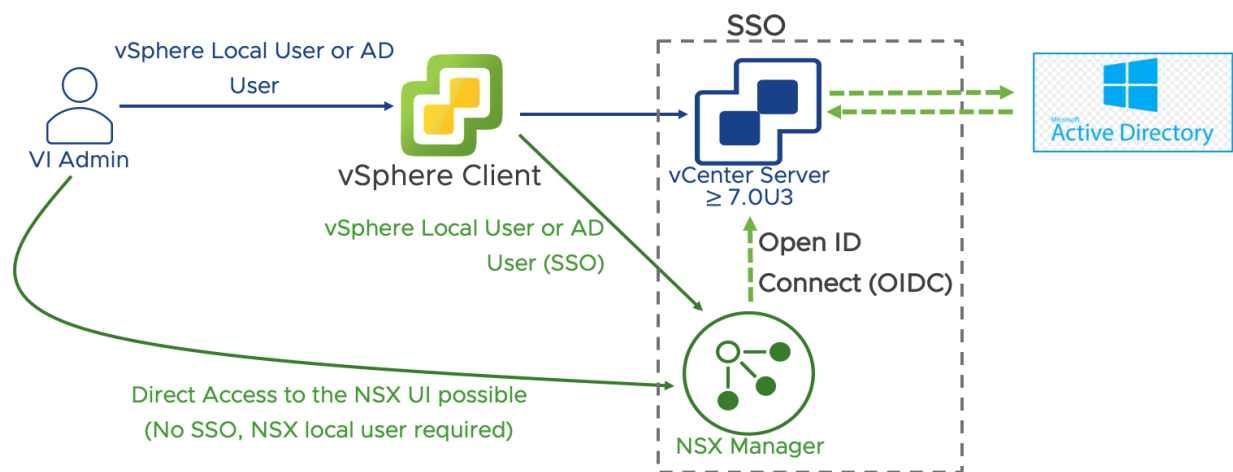 SSO
vSphere Local User or AD
User
VI Admin
vSphere Client
vCenter Server
≥ 7.0U3
Microsoft
Active Directory
vSphere Local User or AD
User (SSO)
Open ID
Connect (OIDC)
Direct Access to the NSX UI possible
(No SSO, NSX local user required)
NSX Manager